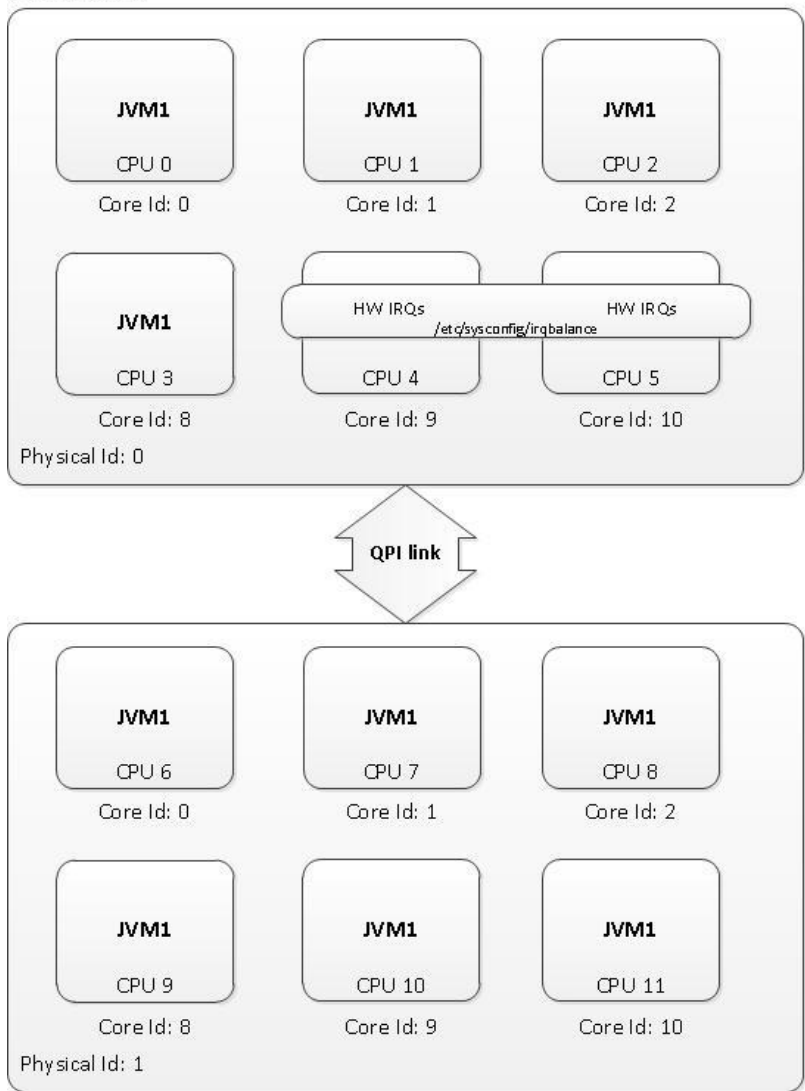 JVM1 JVM1 JVM1
CPU 0 CPU 1 CPU 2
Core Id: 0 Core Id: 1 Core Id: 2
JVM1 HW IRQs HW IRQs
/etc/sysconfig/irqbalance
CPU 3 CPU 4 CPU 5
Core Id: 8 Core Id: 9 Core Id: 10
Physical Id: 0
QPI link
JVM1 JVM1 JVM1
CPU 6 CPU 7 CPU 8
Core Id: 0 Core Id: 1 Core Id: 2
JVM1 JVM1 JVM1
CPU 9 CPU 10 CPU 11
Core Id: 8 Core Id: 9 Core Id: 10
Physical Id: 1